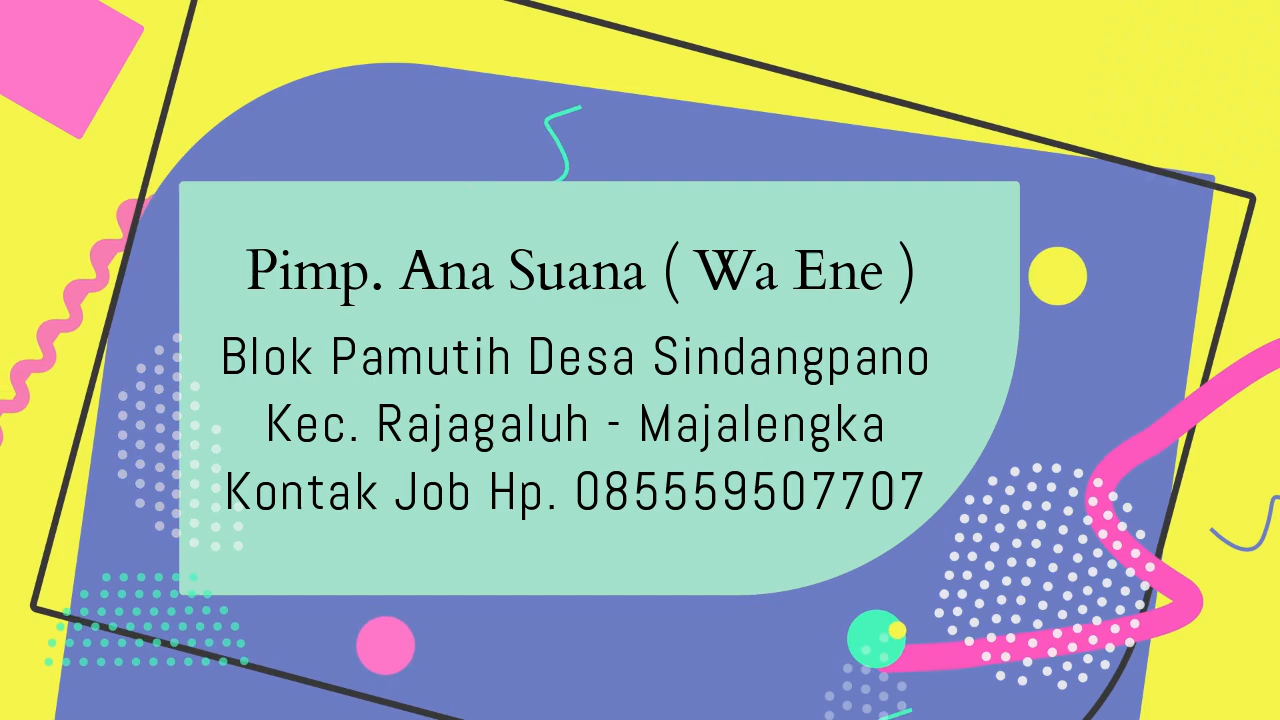 Pimp. Ana Suana ( Wa Ene )
Blok Pamutih Desa Sindangpano
Kec. Rajagaluh - Majalengka
Kontak Job Hp. 085559507707